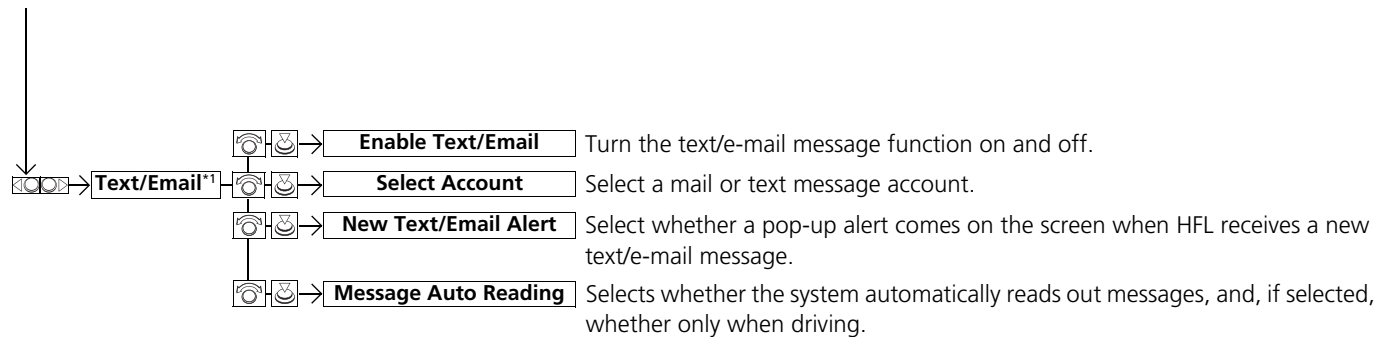 Enable Text/Email Turn the text/e-mail message function on and off.
Text/Email*1
Select Account Select a mail or text message account.
New Text/Email Alert Select whether a pop-up alert comes on the screen when HFL receives a new
text/e-mail message.
Message Auto Reading Selects whether the system automatically reads out messages, and, if selected,
whether only when driving.